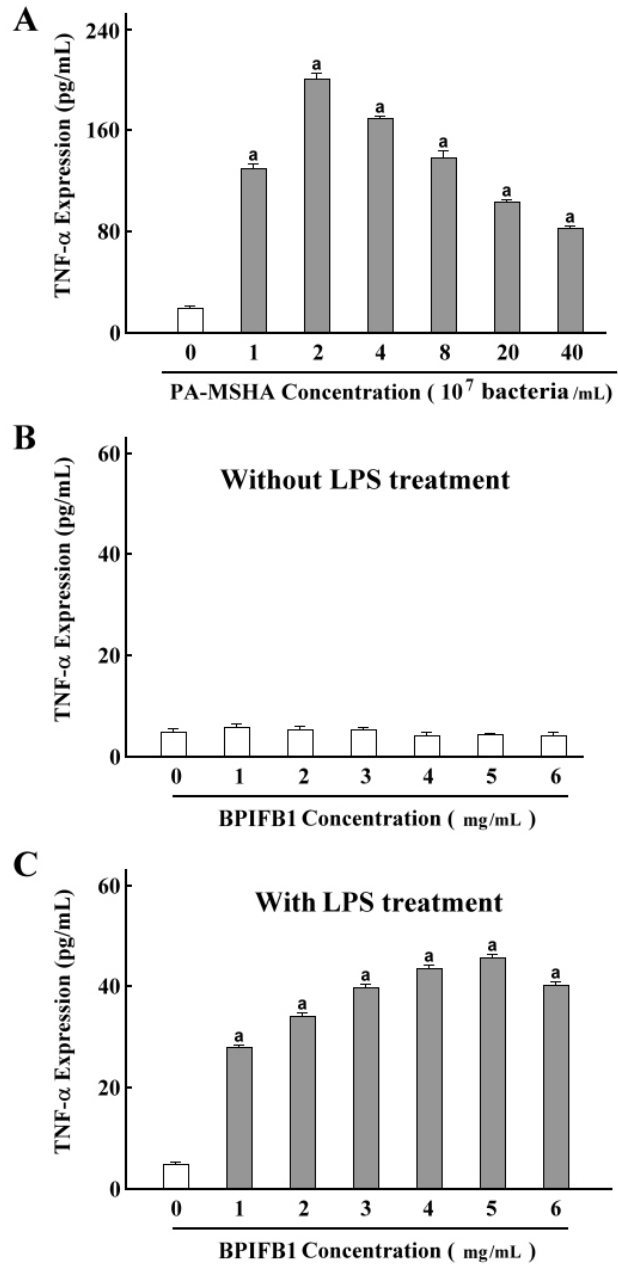 A
TNF-α Expression (pg/mL)
240
160
80
0
a a a a a a
0 1 2 4 8 20 40
PA-MSHA Concentration ( 10⁷ bacteria /mL)
B
Without LPS treatment
TNF-α Expression (pg/mL)
60
40
20
0
0 1 2 3 4 5 6
BPIFB1 Concentration ( mg/mL )
C
With LPS treatment
TNF-α Expression (pg/mL)
60
40
20
0
a a a a a a
0 1 2 3 4 5 6
BPIFB1 Concentration ( mg/mL )